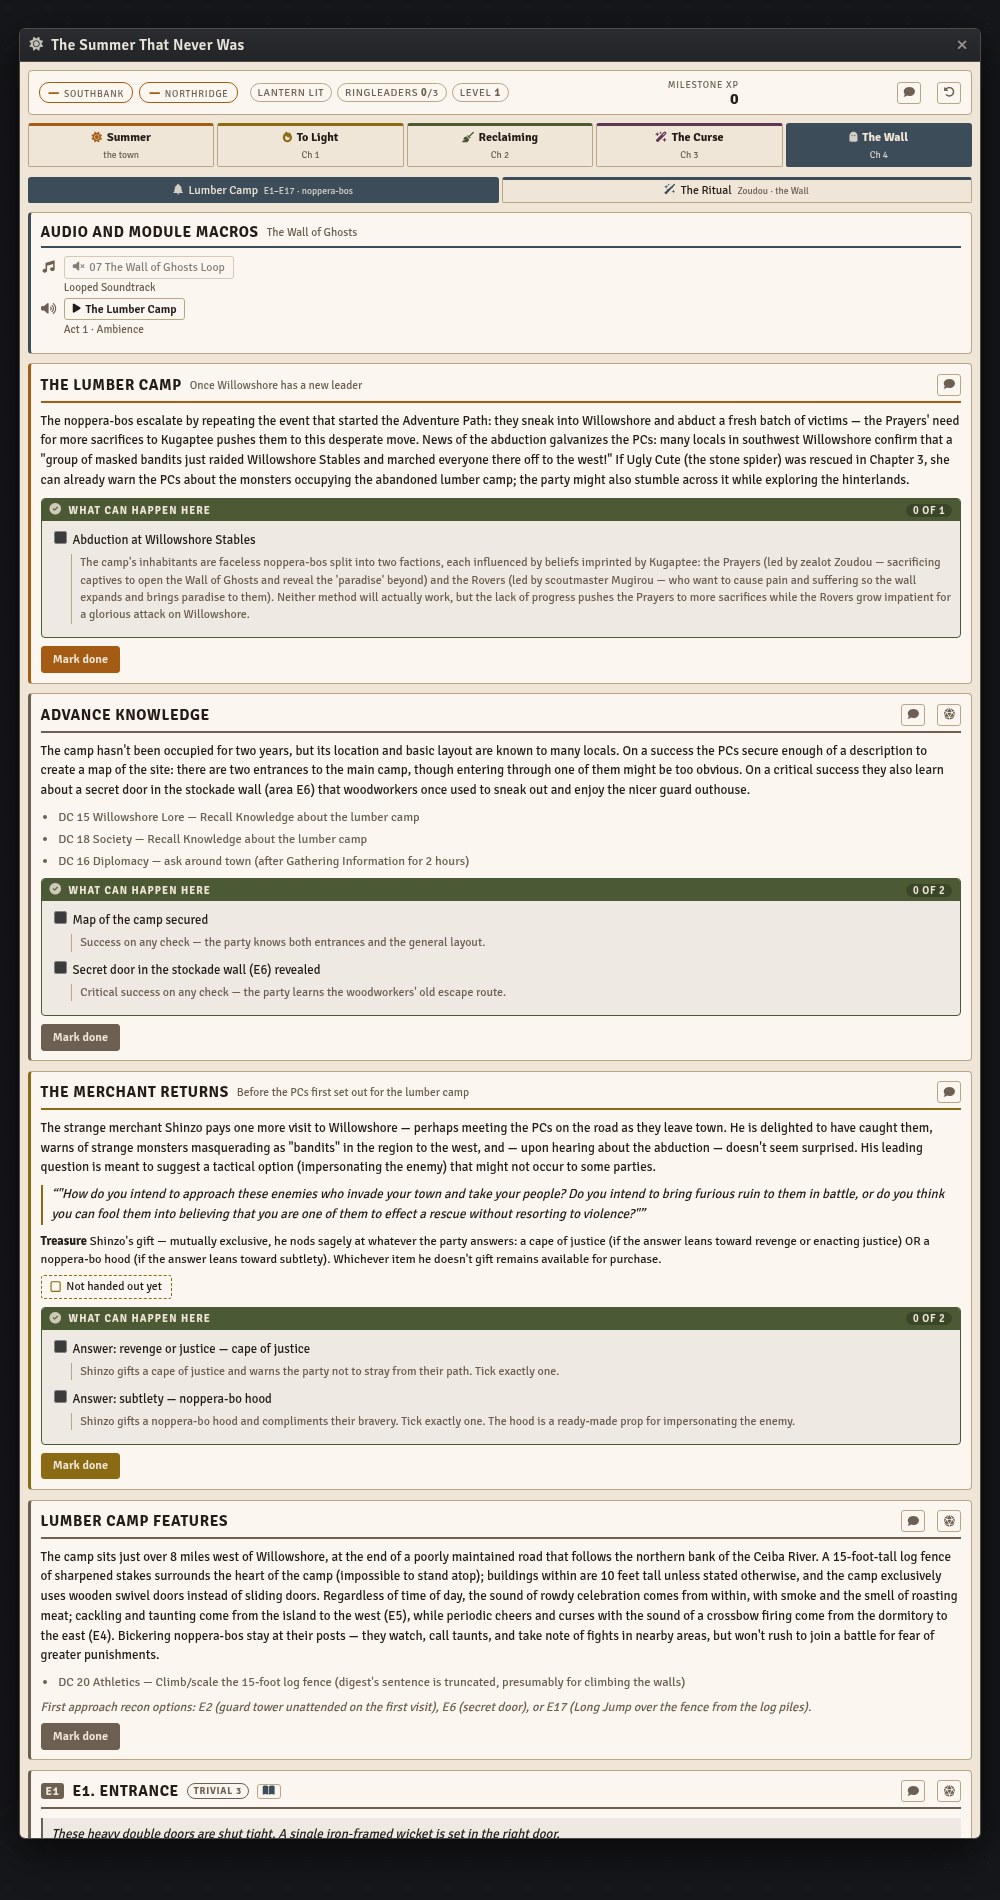 The Summer That Never Was
SOUTHBANK
NORTHRIDGE
LANTERN LIT
RINGLEADERS 0/3
LEVEL 1
MILESTONE XP
0
Summer
the town
To Light
Ch 1
Reclaiming
Ch 2
The Curse
Ch 3
The Wall
Ch 4
Lumber Camp E1–E17 · noppera-bos
The Ritual Zoudou · the Wall
AUDIO AND MODULE MACROS The Wall of Ghosts
07 The Wall of Ghosts Loop
Looped Soundtrack
The Lumber Camp
Act 1 · Ambience
THE LUMBER CAMP Once Willowshore has a new leader
The noppera-bos escalate by repeating the event that started the Adventure Path: they sneak into Willowshore and abduct a fresh batch of victims — the Prayers' need
for more sacrifices to Kugaptee pushes them to this desperate move. News of the abduction galvanizes the PCs: many locals in southwest Willowshore confirm that a
"group of masked bandits just raided Willowshore Stables and marched everyone there off to the west!" If Ugly Cute (the stone spider) was rescued in Chapter 3, she
can already warn the PCs about the monsters occupying the abandoned lumber camp; the party might also stumble across it while exploring the hinterlands.
WHAT CAN HAPPEN HERE 0 OF 1
Abduction at Willowshore Stables
The camp's inhabitants are faceless noppera-bos split into two factions, each influenced by beliefs imprinted by Kugaptee: the Prayers (led by zealot Zoudou — sacrificing
captives to open the Wall of Ghosts and reveal the 'paradise' beyond) and the Rovers (led by scoutmaster Mugirou — who want to cause pain and suffering so the wall
expands and brings paradise to them). Neither method will actually work, but the lack of progress pushes the Prayers to more sacrifices while the Rovers grow impatient for
a glorious attack on Willowshore.
Mark done
ADVANCE KNOWLEDGE
The camp hasn't been occupied for two years, but its location and basic layout are known to many locals. On a success the PCs secure enough of a description to
create a map of the site: there are two entrances to the main camp, though entering through one of them might be too obvious. On a critical success they also learn
about a secret door in the stockade wall (area E6) that woodworkers once used to sneak out and enjoy the nicer guard outhouse.
• DC 15 Willowshore Lore — Recall Knowledge about the lumber camp
• DC 18 Society — Recall Knowledge about the lumber camp
• DC 16 Diplomacy — ask around town (after Gathering Information for 2 hours)
WHAT CAN HAPPEN HERE 0 OF 2
Map of the camp secured
Success on any check — the party knows both entrances and the general layout.
Secret door in the stockade wall (E6) revealed
Critical success on any check — the party learns the woodworkers' old escape route.
Mark done
THE MERCHANT RETURNS Before the PCs first set out for the lumber camp
The strange merchant Shinzo pays one more visit to Willowshore — perhaps meeting the PCs on the road as they leave town. He is delighted to have caught them,
warns of strange monsters masquerading as "bandits" in the region to the west, and — upon hearing about the abduction — doesn't seem surprised. His leading
question is meant to suggest a tactical option (impersonating the enemy) that might not occur to some parties.
“"How do you intend to approach these enemies who invade your town and take your people? Do you intend to bring furious ruin to them in battle, or do you think
you can fool them into believing that you are one of them to effect a rescue without resorting to violence?"”
Treasure Shinzo's gift — mutually exclusive, he nods sagely at whatever the party answers: a cape of justice (if the answer leans toward revenge or enacting justice) OR a
noppera-bo hood (if the answer leans toward subtlety). Whichever item he doesn't gift remains available for purchase.
Not handed out yet
WHAT CAN HAPPEN HERE 0 OF 2
Answer: revenge or justice — cape of justice
Shinzo gifts a cape of justice and warns the party not to stray from their path. Tick exactly one.
Answer: subtlety — noppera-bo hood
Shinzo gifts a noppera-bo hood and compliments their bravery. Tick exactly one. The hood is a ready-made prop for impersonating the enemy.
Mark done
LUMBER CAMP FEATURES
The camp sits just over 8 miles west of Willowshore, at the end of a poorly maintained road that follows the northern bank of the Ceiba River. A 15-foot-tall log fence
of sharpened stakes surrounds the heart of the camp (impossible to stand atop); buildings within are 10 feet tall unless stated otherwise, and the camp exclusively
uses wooden swivel doors instead of sliding doors. Regardless of time of day, the sound of rowdy celebration comes from within, with smoke and the smell of roasting
meat; cackling and taunting come from the island to the west (E5), while periodic cheers and curses with the sound of a crossbow firing come from the dormitory to
the east (E4). Bickering noppera-bos stay at their posts — they watch, call taunts, and take note of fights in nearby areas, but won't rush to join a battle for fear of
greater punishments.
• DC 20 Athletics — Climb/scale the 15-foot log fence (digest's sentence is truncated, presumably for climbing the walls)
First approach recon options: E2 (guard tower unattended on the first visit), E6 (secret door), or E17 (Long Jump over the fence from the log piles).
Mark done
E1 E1. ENTRANCE TRIVIAL 3
These heavy double doors are shut tight. A single iron-framed wicket is set in the right door.